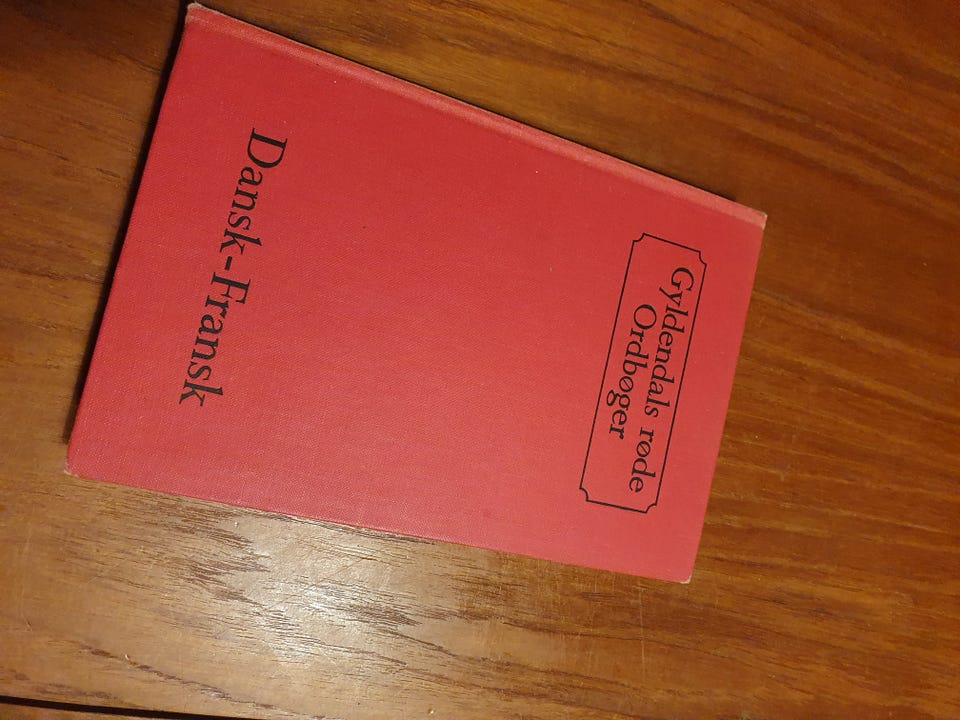 Gyldendals røde
Ordbøger
Dansk-Fransk